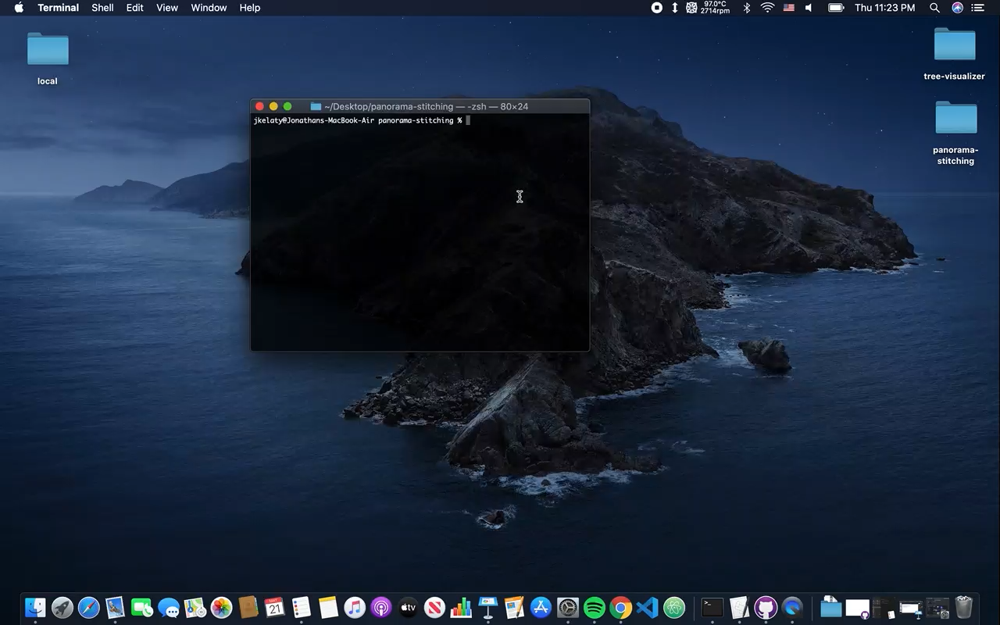 Terminal Shell Edit View Window Help 97.0°C 2714rpm Thu 11:23 PM
local
tree-visualizer
panorama-
stitching
~/Desktop/panorama-stitching — -zsh — 80×24
jkelaty@Jonathans-MacBook-Air panorama-stitching %
21
tv